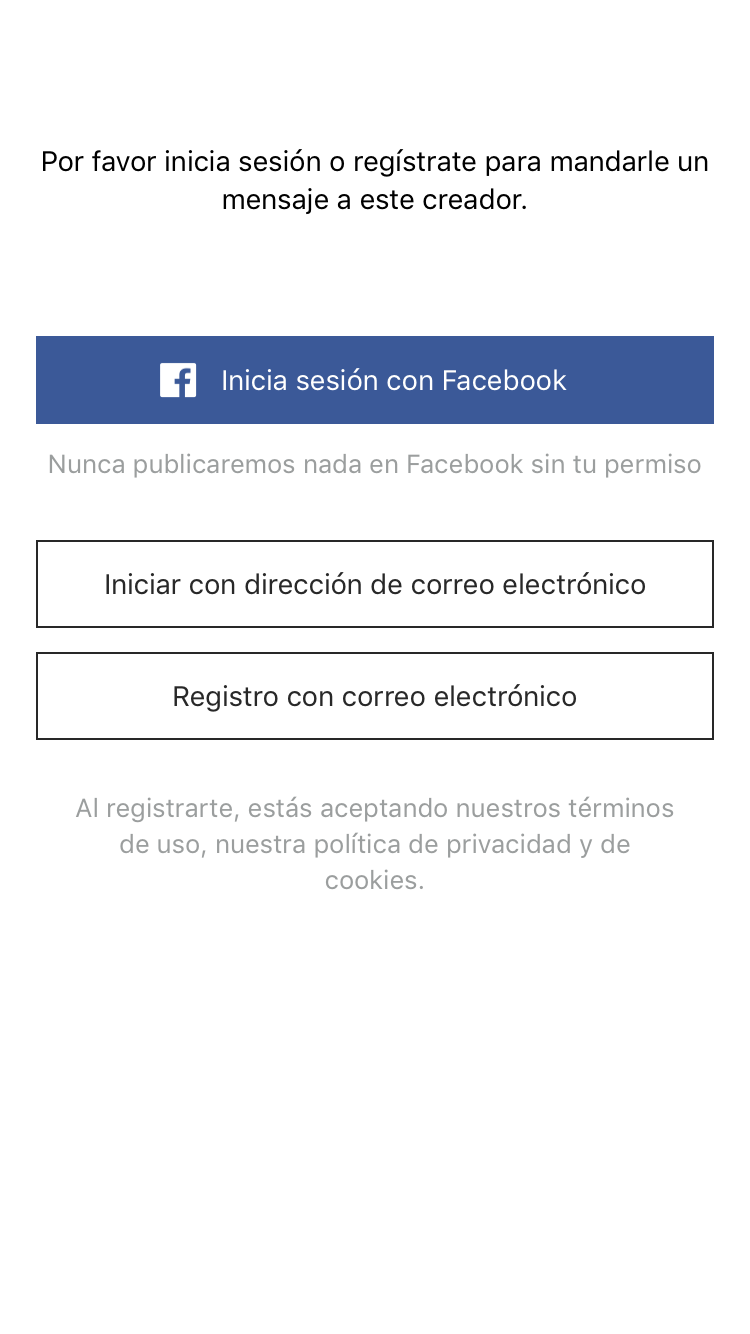 Por favor inicia sesión o regístrate para mandarle un
mensaje a este creador.
Inicia sesión con Facebook
Nunca publicaremos nada en Facebook sin tu permiso
Iniciar con dirección de correo electrónico
Registro con correo electrónico
Al registrarte, estás aceptando nuestros términos
de uso, nuestra política de privacidad y de
cookies.